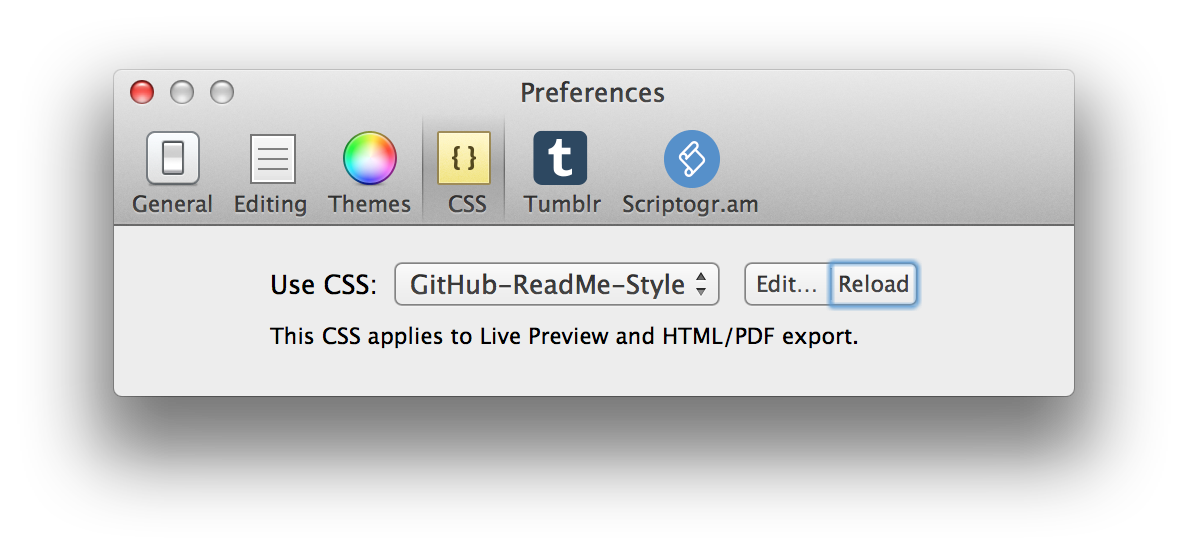 Preferences
{ }
t
General Editing Themes CSS Tumblr Scriptogr.am
Use CSS: GitHub-ReadMe-Style Edit... Reload
This CSS applies to Live Preview and HTML/PDF export.